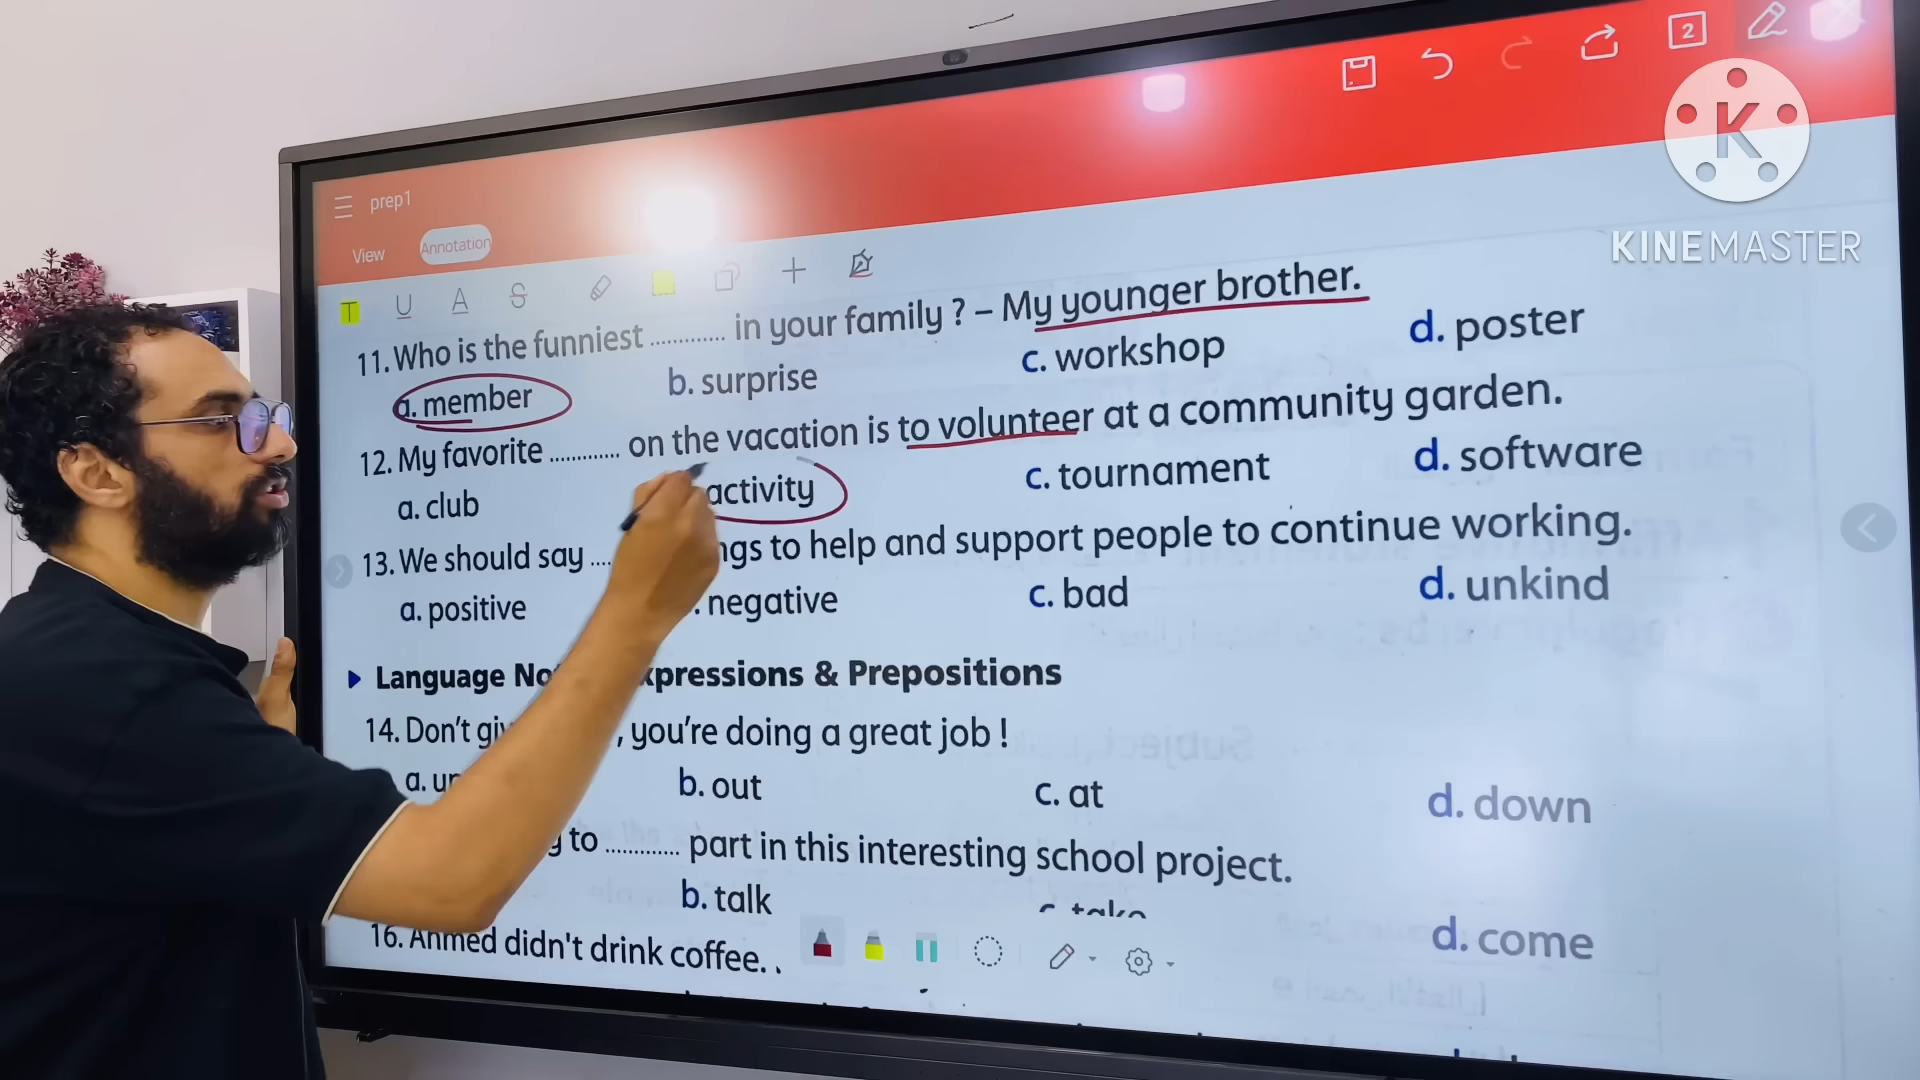 2
K
KINEMASTER
prep1
View
Annotation
T U A S
11. Who is the funniest ............ in your family ? – My younger brother.
a. member b. surprise c. workshop d. poster
12. My favorite ............ on the vacation is to volunteer at a community garden.
a. club activity c. tournament d. software
13. We should say .... ngs to help and support people to continue working.
a. positive . negative c. bad d. unkind
Language No xpressions & Prepositions
14. Don't giv , you're doing a great job !
a. up b. out c. at d. down
g to ............ part in this interesting school project.
b. talk c. take d. come
16. Ahmed didn't drink coffee. .